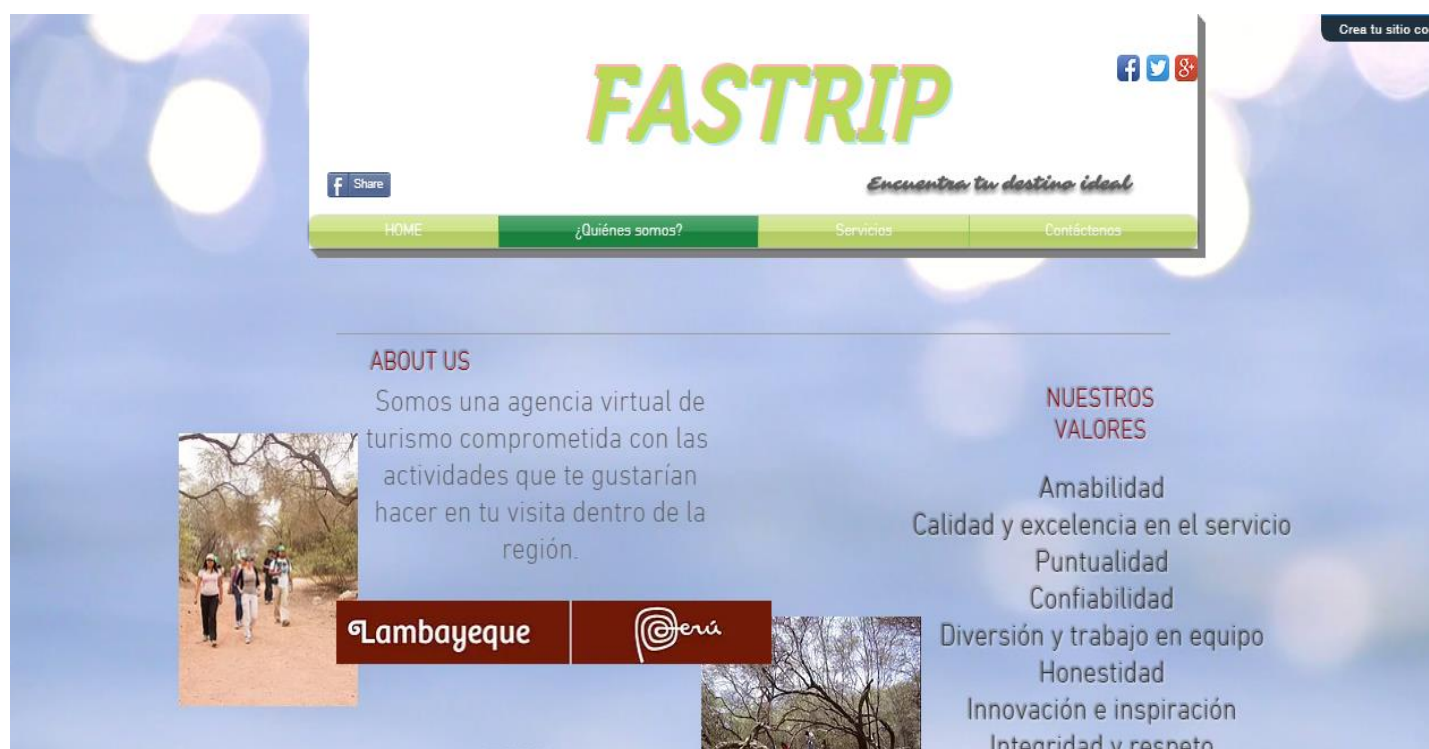 Crea tu sitio co
FASTRIP
Share
Encuentra tu destino ideal
HOME
¿Quiénes somos?
Servicios
Contáctenos
ABOUT US
Somos una agencia virtual de
turismo comprometida con las
actividades que te gustarían
hacer en tu visita dentro de la
región.
Lambayeque
Perú
NUESTROS
VALORES
Amabilidad
Calidad y excelencia en el servicio
Puntualidad
Confiabilidad
Diversión y trabajo en equipo
Honestidad
Innovación e inspiración
Integridad y respeto